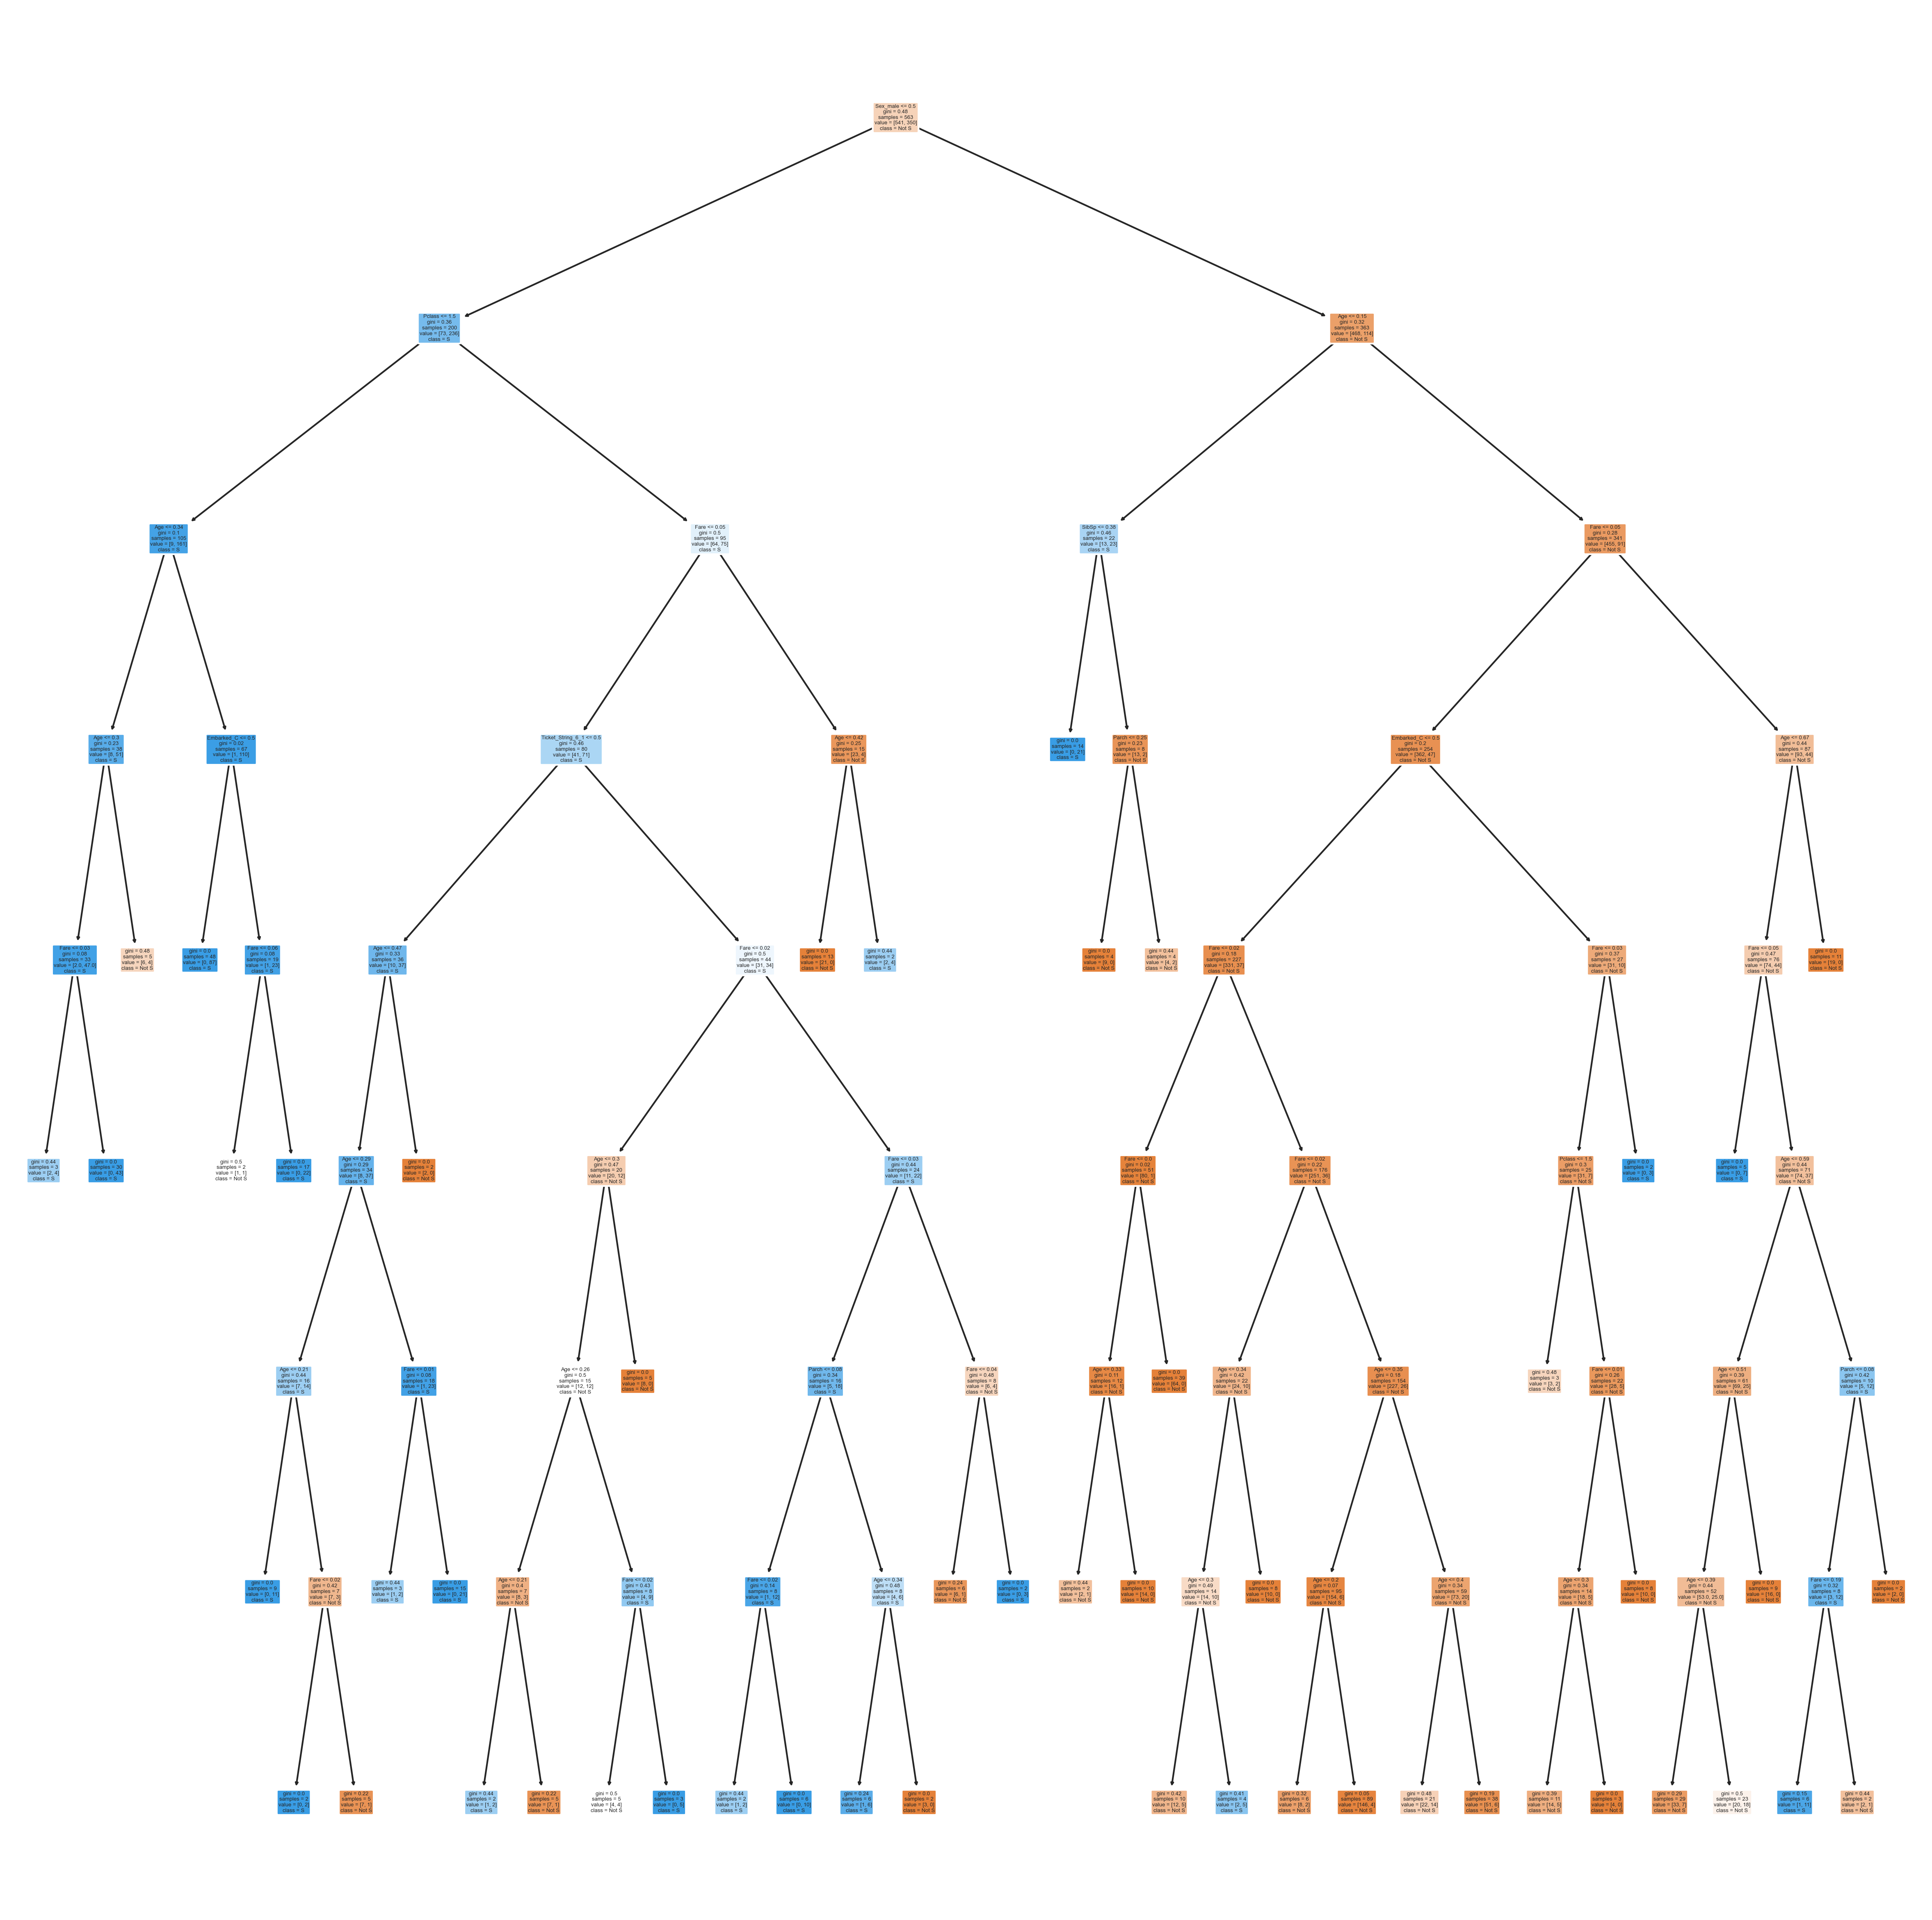 Sex_male <= 0.5
gini = 0.48
samples = 563
value = [541, 350]
class = Not S
Pclass <= 1.5
gini = 0.36
samples = 200
value = [73, 236]
class = S
Age <= 0.15
gini = 0.32
samples = 363
value = [468, 114]
class = Not S
Age <= 0.34
gini = 0.1
samples = 105
value = [9, 161]
class = S
Fare <= 0.05
gini = 0.5
samples = 95
value = [64, 75]
class = S
SibSp <= 0.38
gini = 0.46
samples = 22
value = [13, 23]
class = S
Fare <= 0.05
gini = 0.28
samples = 341
value = [455, 91]
class = Not S
Age <= 0.3
gini = 0.23
samples = 38
value = [8, 51]
class = S
Embarked_C <= 0.5
gini = 0.02
samples = 67
value = [1, 110]
class = S
Ticket_String_6_1 <= 0.5
gini = 0.46
samples = 80
value = [41, 71]
class = S
Age <= 0.42
gini = 0.25
samples = 15
value = [23, 4]
class = Not S
gini = 0.0
samples = 14
value = [0, 21]
class = S
Parch <= 0.25
gini = 0.23
samples = 8
value = [13, 2]
class = Not S
Embarked_C <= 0.5
gini = 0.2
samples = 254
value = [362, 47]
class = Not S
Age <= 0.67
gini = 0.44
samples = 87
value = [93, 44]
class = Not S
Fare <= 0.03
gini = 0.08
samples = 33
value = [2.0, 47.0]
class = S
gini = 0.48
samples = 5
value = [6, 4]
class = Not S
gini = 0.0
samples = 48
value = [0, 87]
class = S
Fare <= 0.06
gini = 0.08
samples = 19
value = [1, 23]
class = S
Age <= 0.47
gini = 0.33
samples = 36
value = [10, 37]
class = S
Fare <= 0.02
gini = 0.5
samples = 44
value = [31, 34]
class = S
gini = 0.0
samples = 13
value = [21, 0]
class = Not S
gini = 0.44
samples = 2
value = [2, 4]
class = S
gini = 0.0
samples = 4
value = [9, 0]
class = Not S
gini = 0.44
samples = 4
value = [4, 2]
class = Not S
Fare <= 0.02
gini = 0.18
samples = 227
value = [331, 37]
class = Not S
Fare <= 0.03
gini = 0.37
samples = 27
value = [31, 10]
class = Not S
Fare <= 0.05
gini = 0.47
samples = 76
value = [74, 44]
class = Not S
gini = 0.0
samples = 11
value = [19, 0]
class = Not S
gini = 0.44
samples = 3
value = [2, 4]
class = S
gini = 0.0
samples = 30
value = [0, 43]
class = S
gini = 0.5
samples = 2
value = [1, 1]
class = Not S
gini = 0.0
samples = 17
value = [0, 22]
class = S
Age <= 0.29
gini = 0.29
samples = 34
value = [8, 37]
class = S
gini = 0.0
samples = 2
value = [2, 0]
class = Not S
Age <= 0.3
gini = 0.47
samples = 20
value = [20, 12]
class = Not S
Fare <= 0.03
gini = 0.44
samples = 24
value = [11, 22]
class = S
Fare <= 0.0
gini = 0.02
samples = 51
value = [80, 1]
class = Not S
Fare <= 0.02
gini = 0.22
samples = 176
value = [251, 36]
class = Not S
Pclass <= 1.5
gini = 0.3
samples = 25
value = [31, 7]
class = Not S
gini = 0.0
samples = 2
value = [0, 3]
class = S
gini = 0.0
samples = 5
value = [0, 7]
class = S
Age <= 0.59
gini = 0.44
samples = 71
value = [74, 37]
class = Not S
Age <= 0.21
gini = 0.44
samples = 16
value = [7, 14]
class = S
Fare <= 0.01
gini = 0.08
samples = 18
value = [1, 23]
class = S
Age <= 0.26
gini = 0.5
samples = 15
value = [12, 12]
class = Not S
gini = 0.0
samples = 5
value = [8, 0]
class = Not S
Parch <= 0.08
gini = 0.34
samples = 16
value = [5, 18]
class = S
Fare <= 0.04
gini = 0.48
samples = 8
value = [6, 4]
class = Not S
Age <= 0.33
gini = 0.11
samples = 12
value = [16, 1]
class = Not S
gini = 0.0
samples = 39
value = [64, 0]
class = Not S
Age <= 0.34
gini = 0.42
samples = 22
value = [24, 10]
class = Not S
Age <= 0.35
gini = 0.18
samples = 154
value = [227, 26]
class = Not S
gini = 0.48
samples = 3
value = [3, 2]
class = Not S
Fare <= 0.01
gini = 0.26
samples = 22
value = [28, 5]
class = Not S
Age <= 0.51
gini = 0.39
samples = 61
value = [69, 25]
class = Not S
Parch <= 0.08
gini = 0.42
samples = 10
value = [5, 12]
class = S
gini = 0.0
samples = 9
value = [0, 11]
class = S
Fare <= 0.02
gini = 0.42
samples = 7
value = [7, 3]
class = Not S
gini = 0.44
samples = 3
value = [1, 2]
class = S
gini = 0.0
samples = 15
value = [0, 21]
class = S
Age <= 0.21
gini = 0.4
samples = 7
value = [8, 3]
class = Not S
Fare <= 0.02
gini = 0.43
samples = 8
value = [4, 9]
class = S
Fare <= 0.02
gini = 0.14
samples = 8
value = [1, 12]
class = S
Age <= 0.34
gini = 0.48
samples = 8
value = [4, 6]
class = S
gini = 0.24
samples = 6
value = [6, 1]
class = Not S
gini = 0.0
samples = 2
value = [0, 3]
class = S
gini = 0.44
samples = 2
value = [2, 1]
class = Not S
gini = 0.0
samples = 10
value = [14, 0]
class = Not S
Age <= 0.3
gini = 0.49
samples = 14
value = [14, 10]
class = Not S
gini = 0.0
samples = 8
value = [10, 0]
class = Not S
Age <= 0.2
gini = 0.07
samples = 95
value = [154, 6]
class = Not S
Age <= 0.4
gini = 0.34
samples = 59
value = [73, 20]
class = Not S
Age <= 0.3
gini = 0.34
samples = 14
value = [18, 5]
class = Not S
gini = 0.0
samples = 8
value = [10, 0]
class = Not S
Age <= 0.39
gini = 0.44
samples = 52
value = [53.0, 25.0]
class = Not S
gini = 0.0
samples = 9
value = [16, 0]
class = Not S
Fare <= 0.19
gini = 0.32
samples = 8
value = [3, 12]
class = S
gini = 0.0
samples = 2
value = [2, 0]
class = Not S
gini = 0.0
samples = 2
value = [0, 2]
class = S
gini = 0.22
samples = 5
value = [7, 1]
class = Not S
gini = 0.44
samples = 2
value = [1, 2]
class = S
gini = 0.22
samples = 5
value = [7, 1]
class = Not S
gini = 0.5
samples = 5
value = [4, 4]
class = Not S
gini = 0.0
samples = 3
value = [0, 5]
class = S
gini = 0.44
samples = 2
value = [1, 2]
class = S
gini = 0.0
samples = 6
value = [0, 10]
class = S
gini = 0.24
samples = 6
value = [1, 6]
class = S
gini = 0.0
samples = 2
value = [3, 0]
class = Not S
gini = 0.42
samples = 10
value = [12, 5]
class = Not S
gini = 0.41
samples = 4
value = [2, 5]
class = S
gini = 0.32
samples = 6
value = [8, 2]
class = Not S
gini = 0.05
samples = 89
value = [146, 4]
class = Not S
gini = 0.48
samples = 21
value = [22, 14]
class = Not S
gini = 0.19
samples = 38
value = [51, 6]
class = Not S
gini = 0.39
samples = 11
value = [14, 5]
class = Not S
gini = 0.0
samples = 3
value = [4, 0]
class = Not S
gini = 0.29
samples = 29
value = [33, 7]
class = Not S
gini = 0.5
samples = 23
value = [20, 18]
class = Not S
gini = 0.15
samples = 6
value = [1, 11]
class = S
gini = 0.44
samples = 2
value = [2, 1]
class = Not S